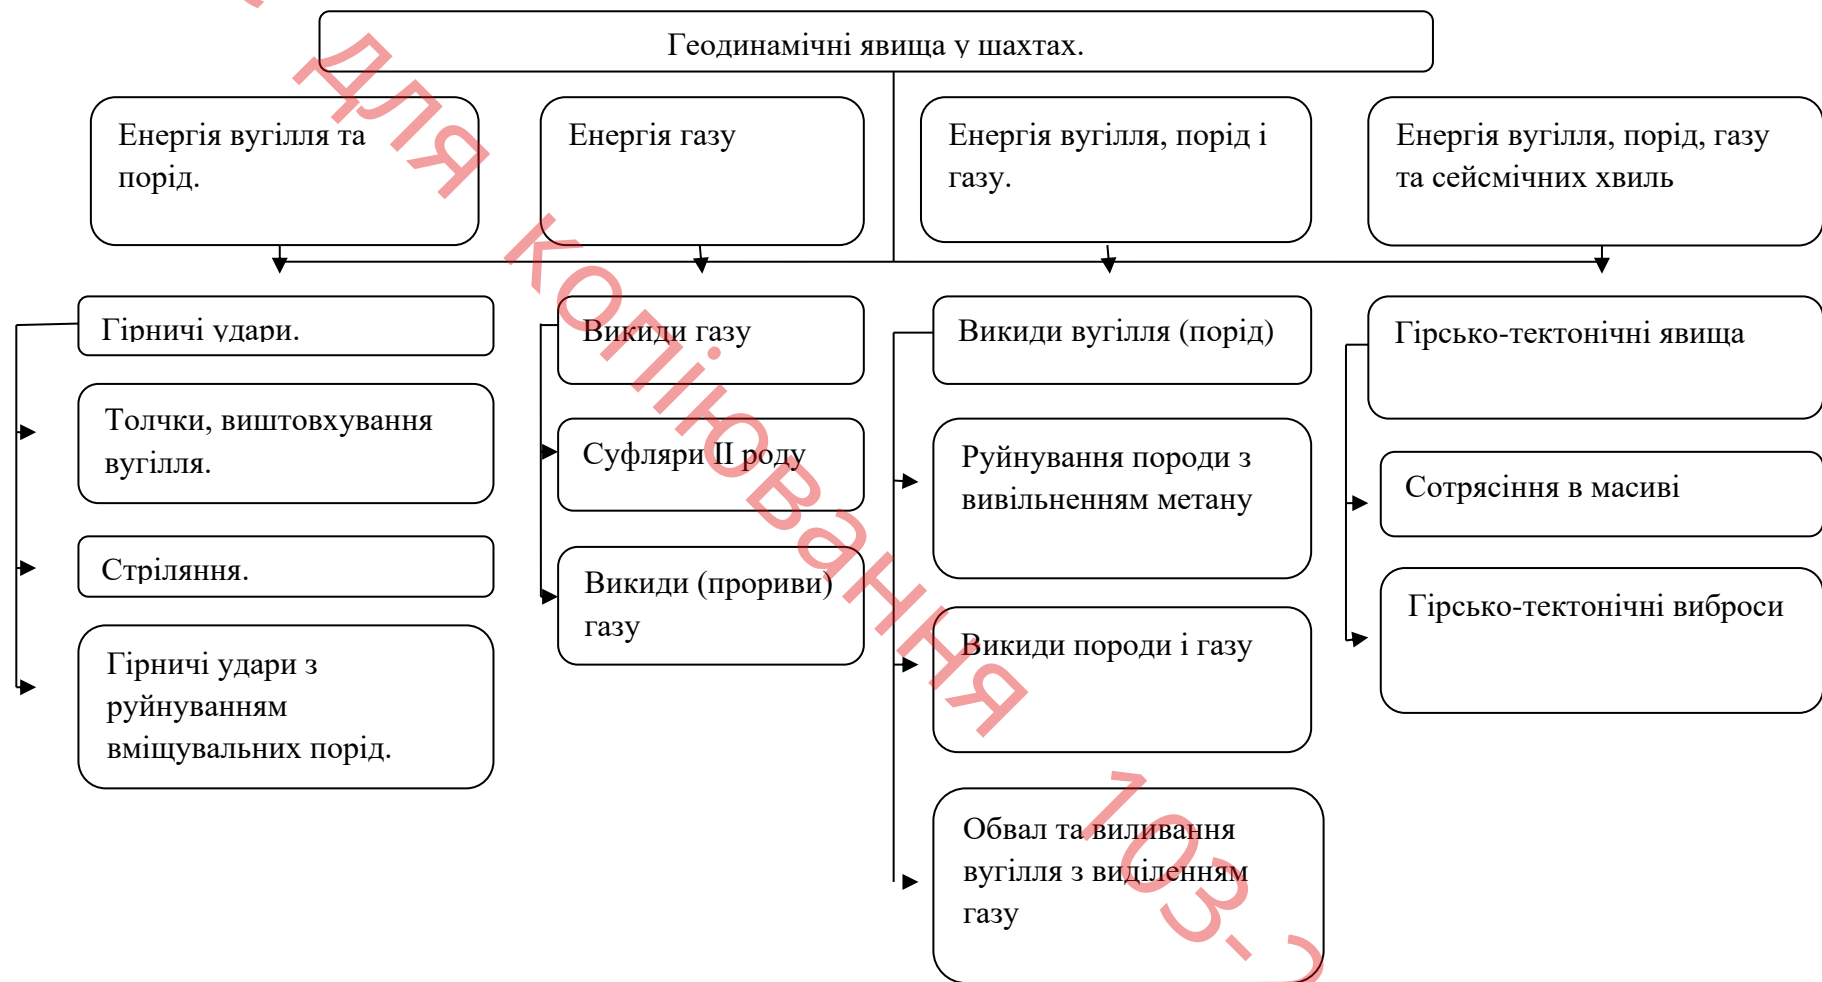 Геодинамічні явища у шахтах.
Енергія вугілля та
порід.
Енергія газу
Енергія вугілля, порід і
газу.
Енергія вугілля, порід, газу
та сейсмічних хвиль
Гірничі удари.
Толчки, виштовхування
вугілля.
Стріляння.
Гірничі удари з
руйнуванням
вміщувальних порід.
Викиди газу
Суфляри ІІ роду
Викиди (прориви)
газу
Викиди вугілля (порід)
Руйнування породи з
вивільненням метану
Викиди породи і газу
Обвал та виливання
вугілля з виділенням
газу
Гірсько-тектонічні явища
Сотрясіння в масиві
Гірсько-тектонічні виброси
для копіювання 103-